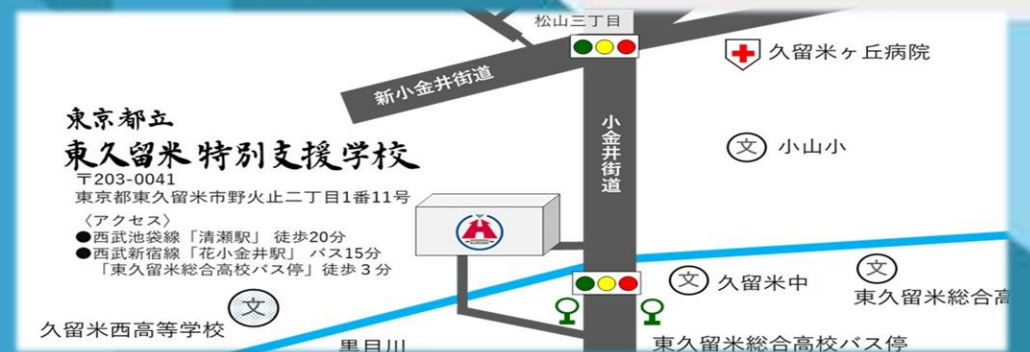 松山三丁目
久留米ヶ丘病院
新小金井街道
東京都立
東久留米特別支援学校
〒203-0041
東京都東久留米市野火止二丁目1番11号
〈アクセス〉
●西武池袋線「清瀬駅」 徒歩20分
●西武新宿線「花小金井駅」 バス15分
「東久留米総合高校バス停」徒歩３分
小金井街道
文 小山小
文 久留米中
文
東久留米総合高
文
久留米西高等学校
黒目川
東久留米総合高校バス停